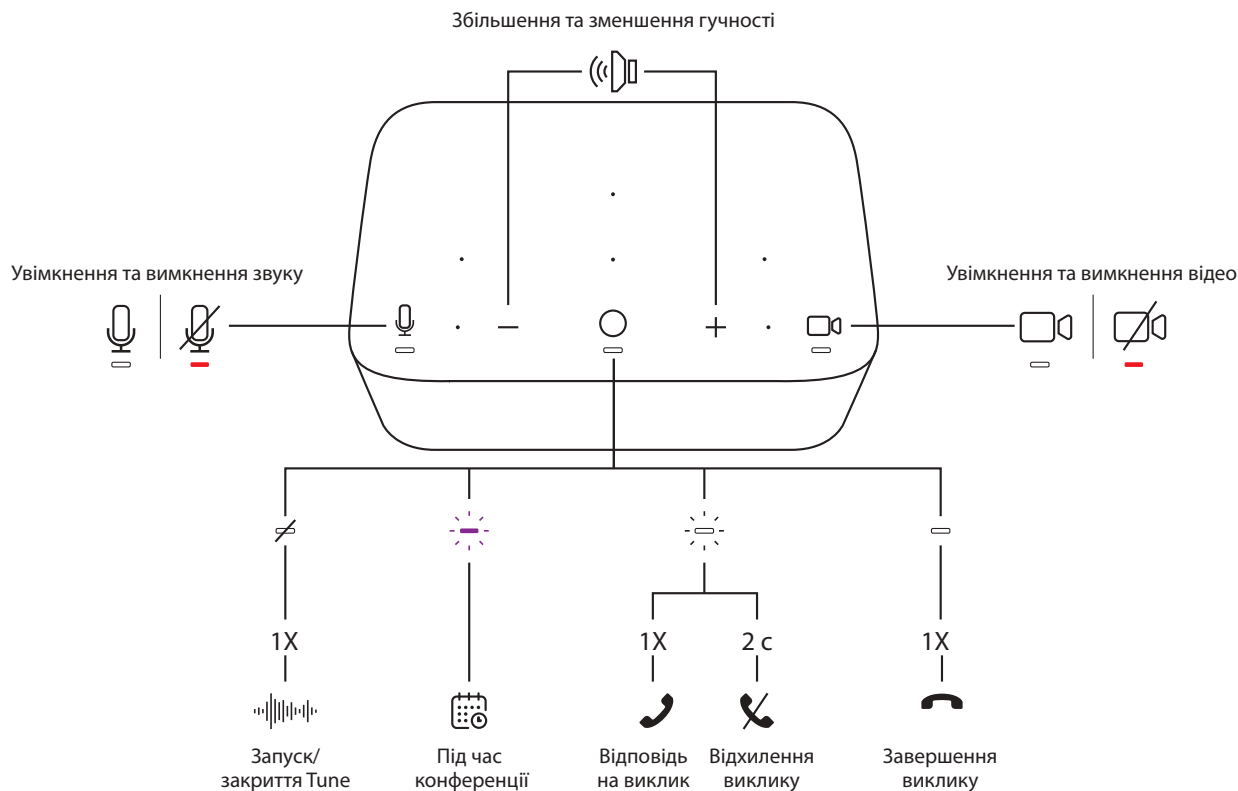 Збільшення та зменшення гучності
Увімкнення та вимкнення звуку
Увімкнення та вимкнення відео
1X
1X
2 с
1X
Запуск/
закриття Tune
Під час
конференції
Відповідь
на виклик
Відхилення
виклику
Завершення
виклику